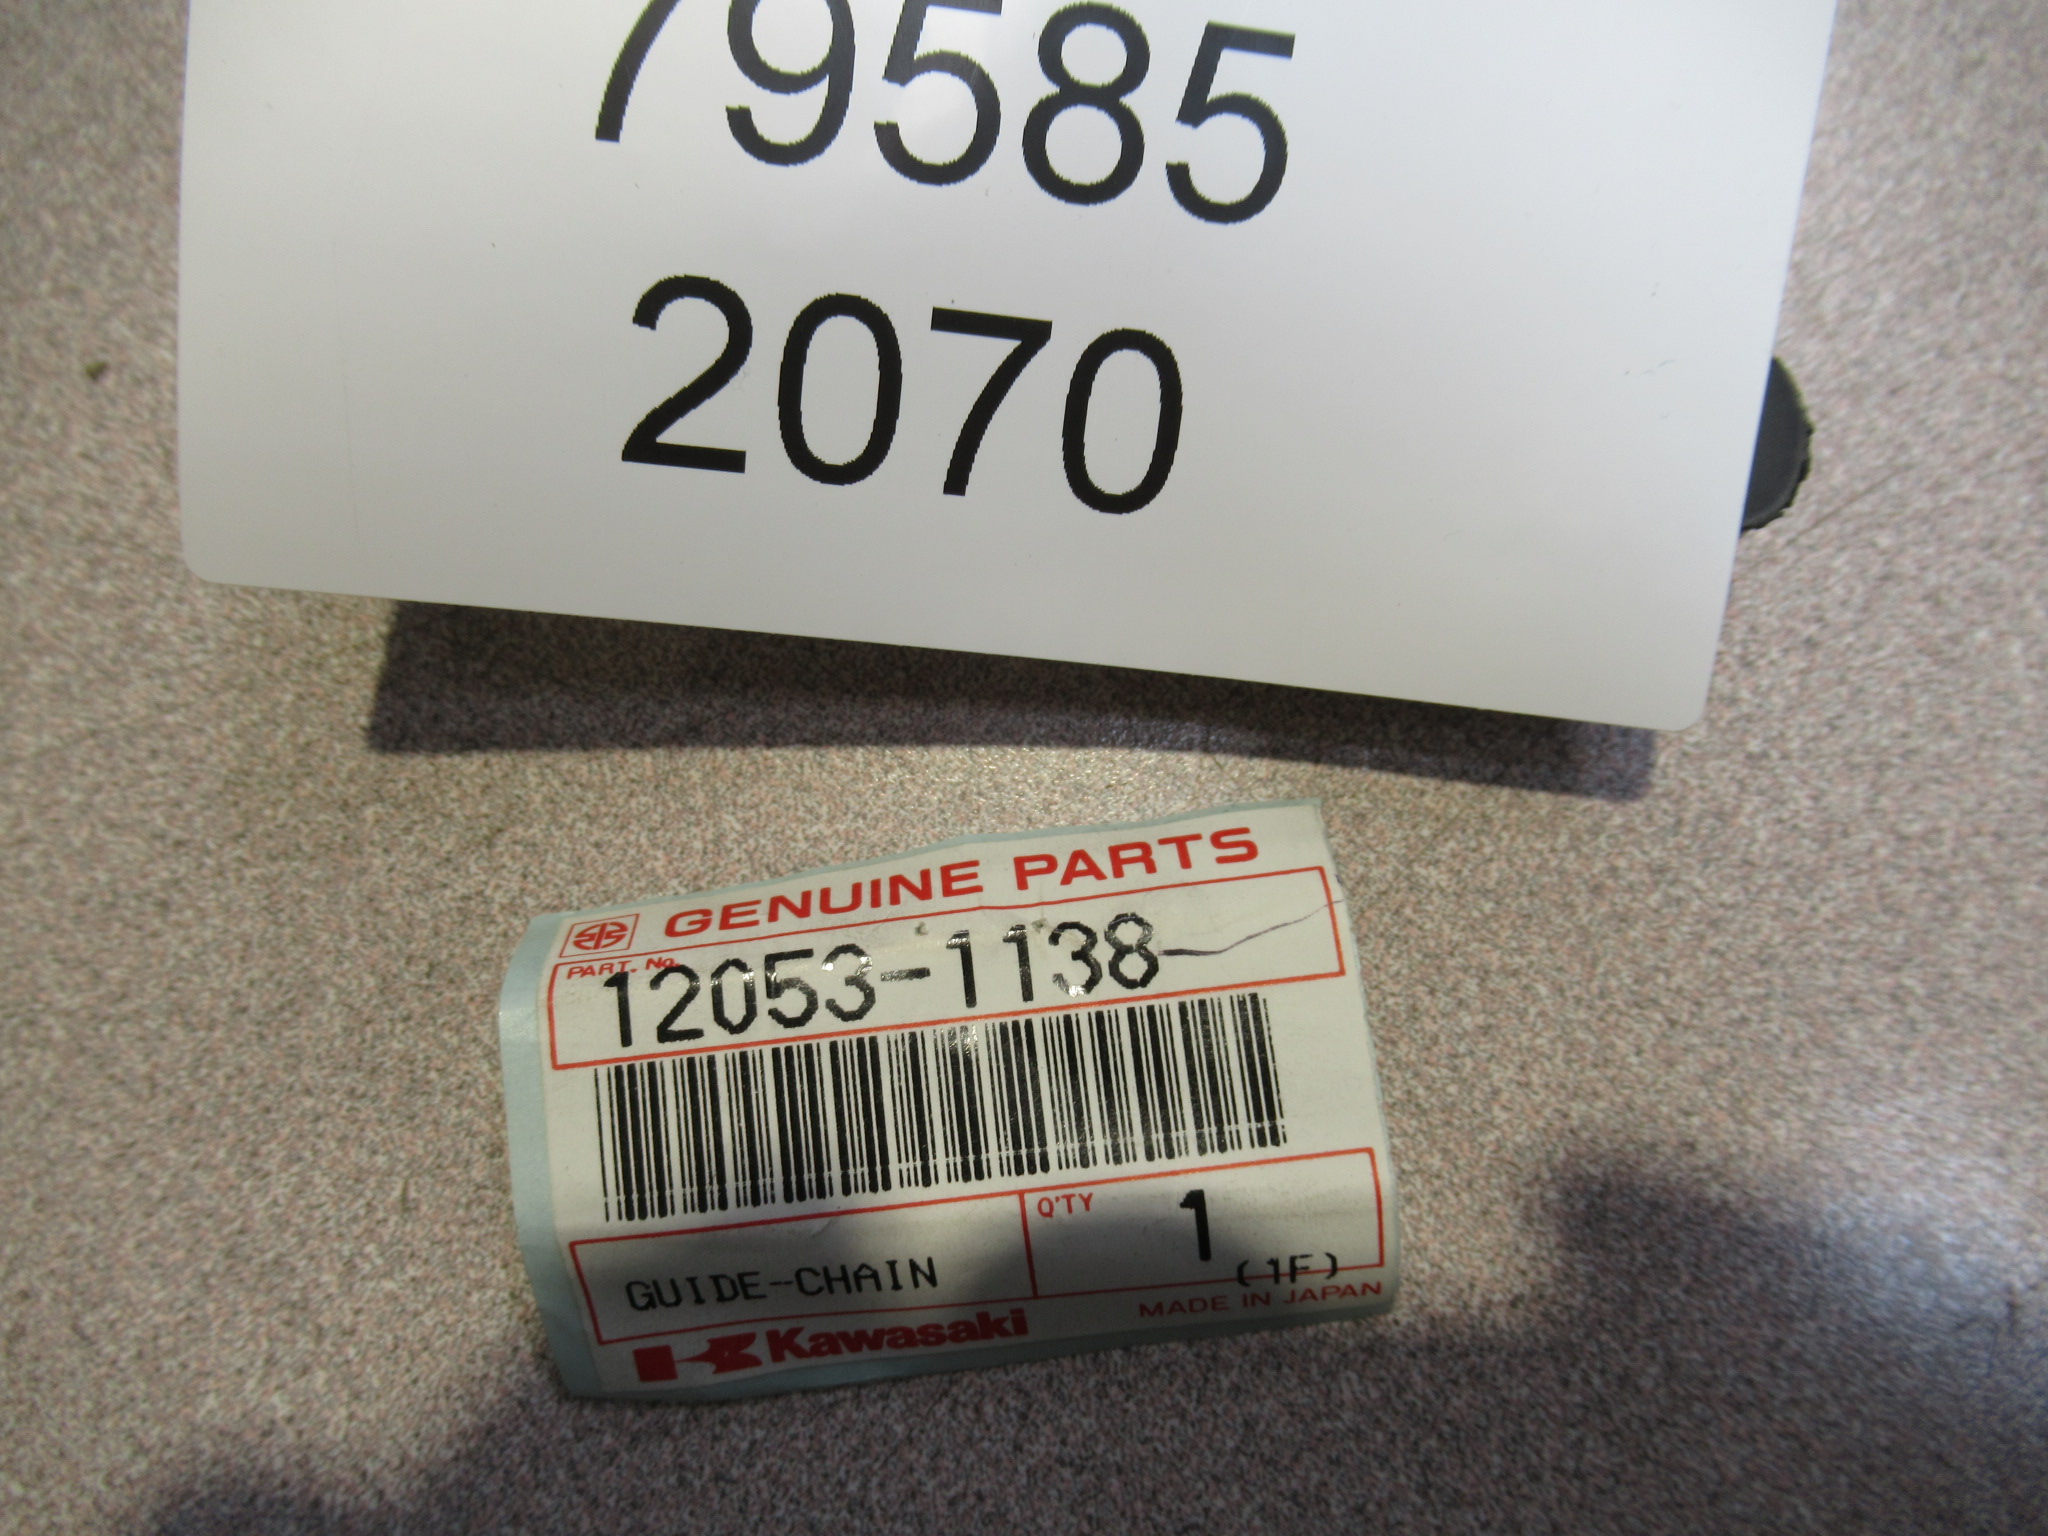 79585
2070
GENUINE PARTS
PART. No.
12053-1138
GUIDE-CHAIN
Q'TY
1
(1F)
Kawasaki
MADE IN JAPAN